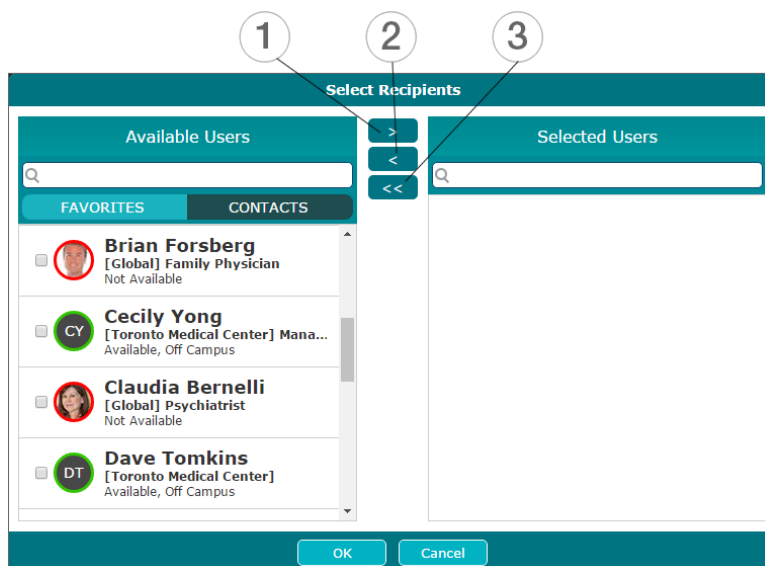 1 2 3
Select Recipients
Available Users
>
<
<<
Selected Users
FAVORITES CONTACTS
Brian Forsberg
[Global] Family Physician
Not Available
CY
Cecily Yong
[Toronto Medical Center] Mana...
Available, Off Campus
Claudia Bernelli
[Global] Psychiatrist
Not Available
DT
Dave Tomkins
[Toronto Medical Center]
Available, Off Campus
OK Cancel